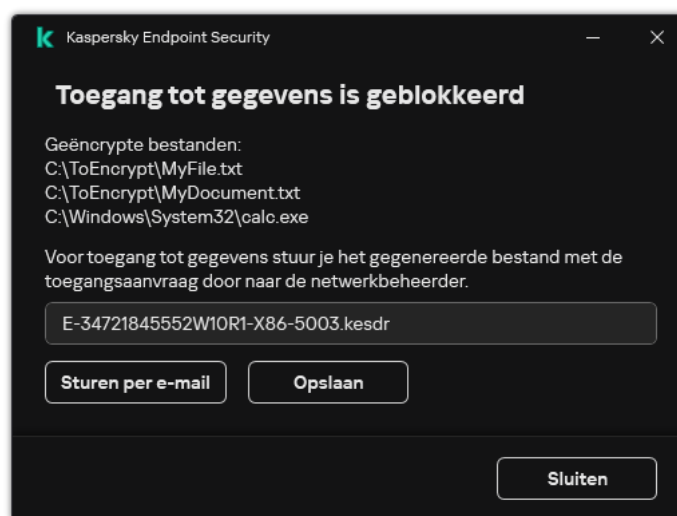 Kaspersky Endpoint Security
Toegang tot gegevens is geblokkeerd
Geëncrypte bestanden:
C:\ToEncrypt\MyFile.txt
C:\ToEncrypt\MyDocument.txt
C:\Windows\System32\calc.exe
Voor toegang tot gegevens stuur je het gegenereerde bestand met de
toegangsaanvraag door naar de netwerkbeheerder.
E-34721845552W10R1-X86-5003.kesdr
Sturen per e-mail
Opslaan
Sluiten